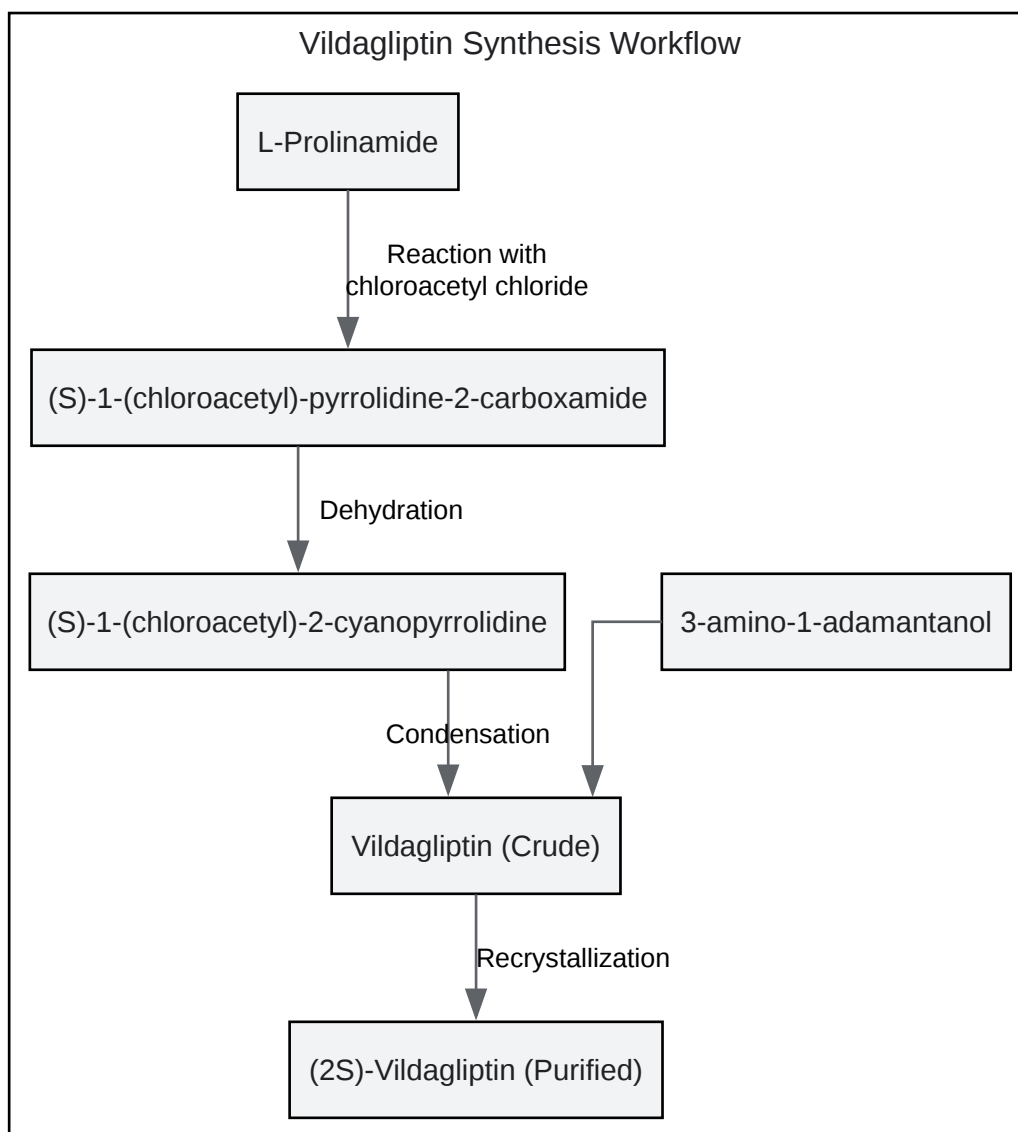 Vildagliptin Synthesis Workflow
L-Prolinamide
Reaction with
chloroacetyl chloride
(S)-1-(chloroacetyl)-pyrrolidine-2-carboxamide
Dehydration
(S)-1-(chloroacetyl)-2-cyanopyrrolidine
3-amino-1-adamantanol
Condensation
Vildagliptin (Crude)
Recrystallization
(2S)-Vildagliptin (Purified)